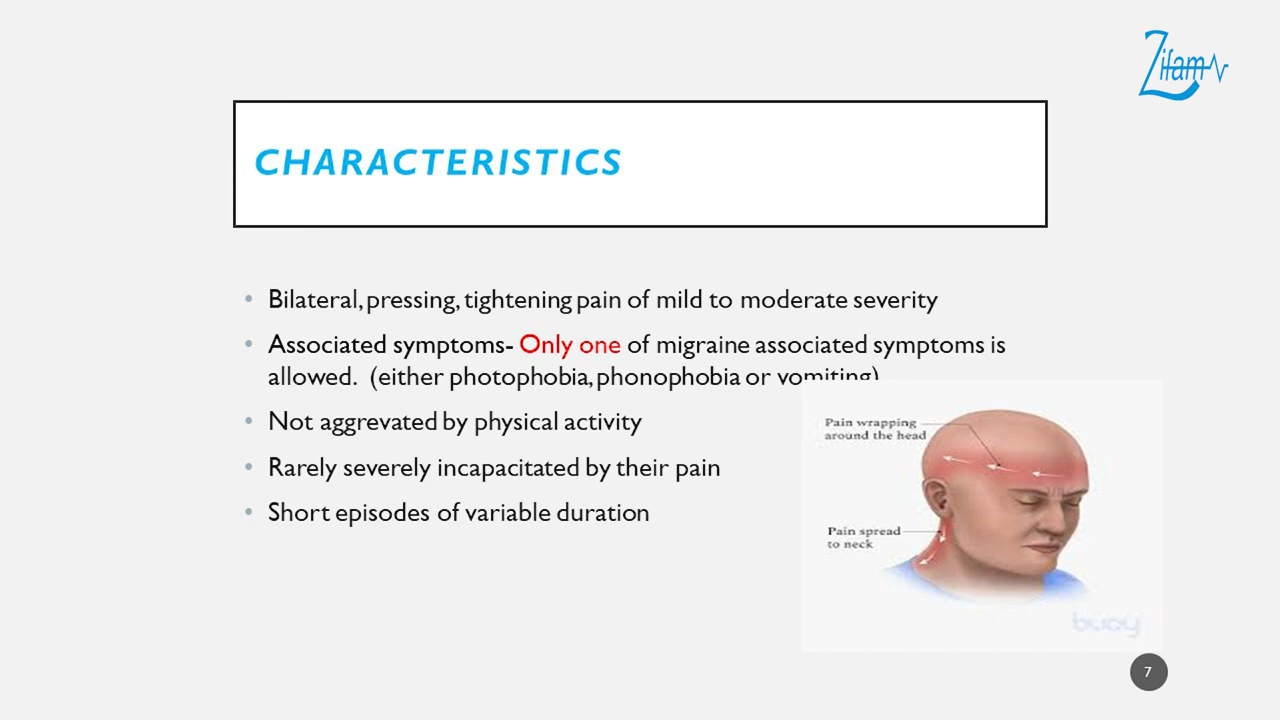 Zifam
CHARACTERISTICS
• Bilateral, pressing, tightening pain of mild to moderate severity
• Associated symptoms- Only one of migraine associated symptoms is
allowed. (either photophobia, phonophobia or vomiting)
• Not aggrevated by physical activity
• Rarely severely incapacitated by their pain
• Short episodes of variable duration
Pain wrapping
around the head
Pain spread
to neck
buoy
7